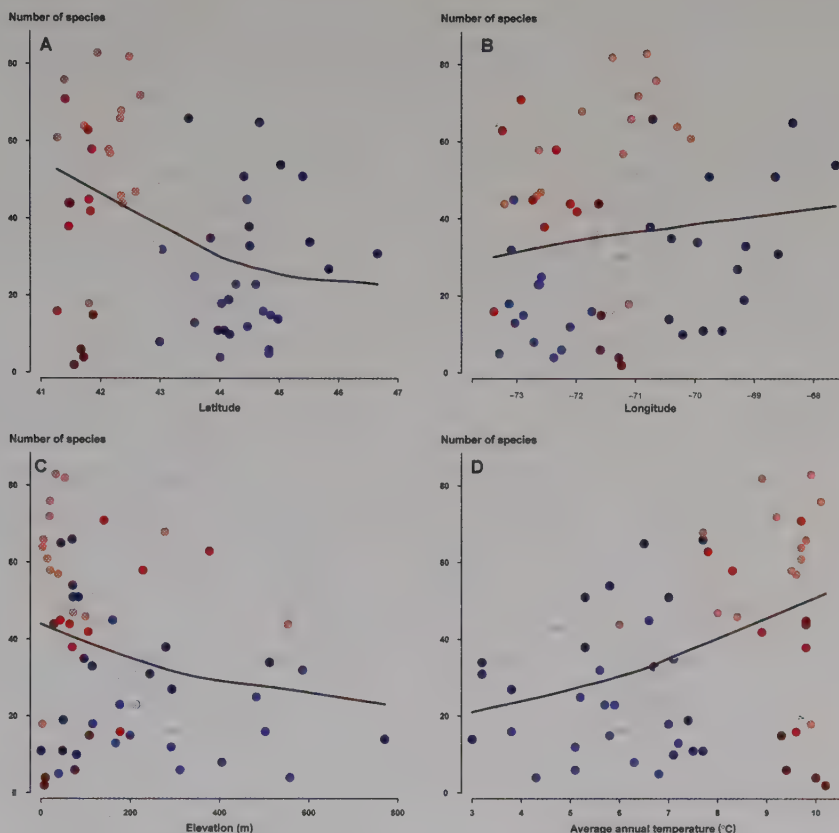 Number of species
A
80
60
40
20
0
41 42 43 44 45 46 47
Latitude
Number of species
B
80
60
40
20
0
-73 -72 -71 -70 -69 -68
Longitude
Number of species
C
80
60
40
20
0
0 200 400 600 800
Elevation (m)
Number of species
D
80
60
40
20
0
3 4 5 6 7 8 9 10
Average annual temperature (°C)